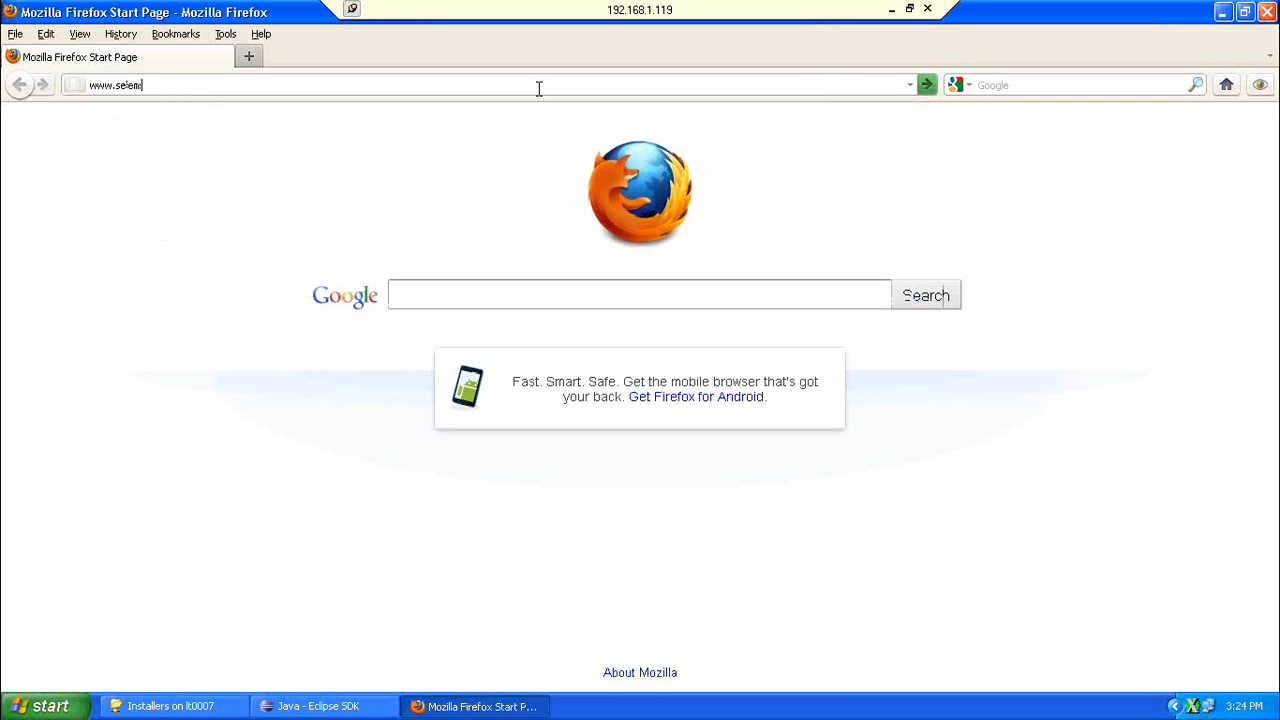 Mozilla Firefox Start Page - Mozilla Firefox
192.168.1.119
File Edit View History Bookmarks Tools Help
Mozilla Firefox Start Page
Google
Google
Search
Fast. Smart. Safe. Get the mobile browser that's got
your back. Get Firefox for Android.
About Mozilla
start
Installers on lt0007
Java - Eclipse SDK
Mozilla Firefox Start P...
3:24 PM